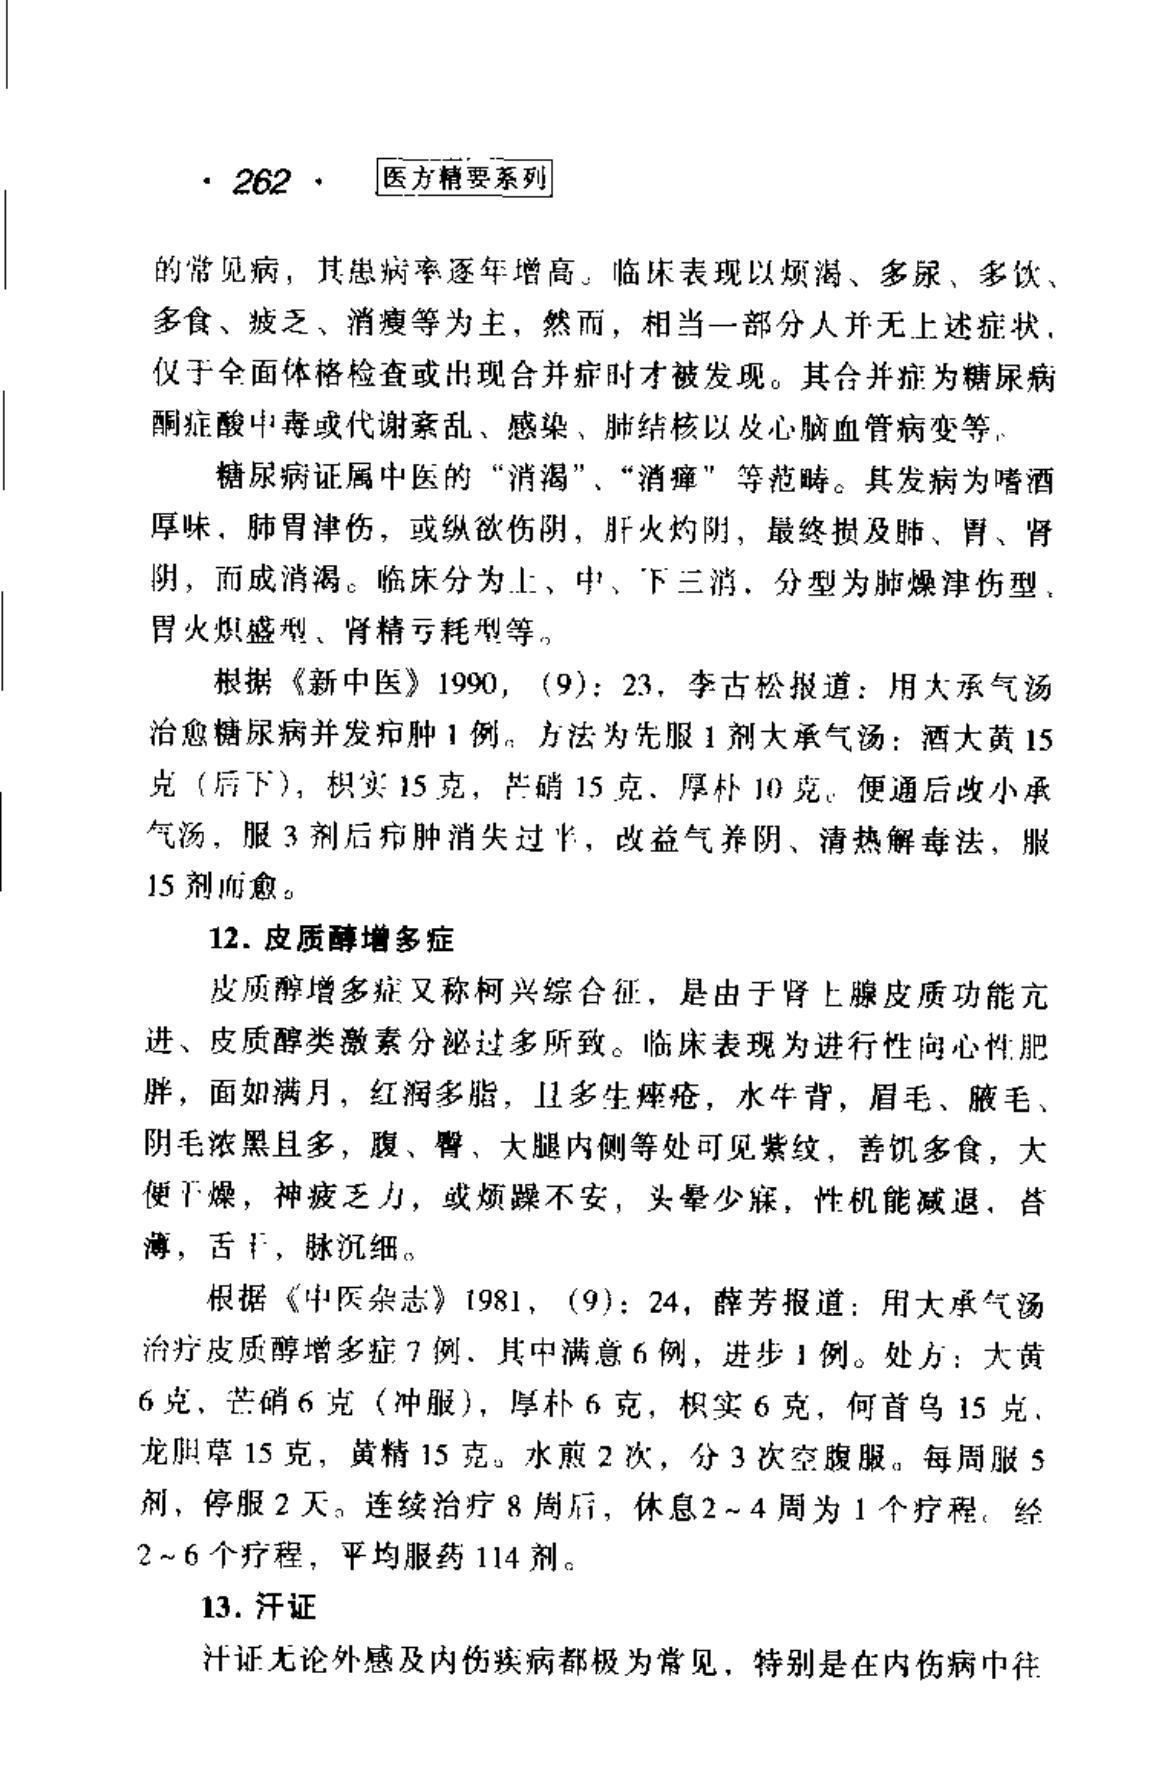 · 262 ·
医方精要系列
的常见病，其患病率逐年增高。临床表现以烦渴、多尿、多饮、
多食、疲乏、消瘦等为主，然而，相当一部分人并无上述症状，
仅于全面体格检查或出现合并症时才被发现。其合并症为糖尿病
酮症酸中毒或代谢紊乱、感染、肺结核以及心脑血管病变等。
糖尿病证属中医的“消渴”、“消瘅”等范畴。其发病为嗜酒
厚味，肺胃津伤，或纵欲伤阴，肝火灼阴，最终损及肺、胃、肾
阴，而成消渴。临床分为上、中、下三消，分型为肺燥津伤型、
胃火炽盛型、肾精亏耗型等。
根据《新中医》1990，（9）：23，李古松报道：用大承气汤
治愈糖尿病并发疖肿 1 例。方法为先服 1 剂大承气汤：酒大黄 15
克（后下），枳实 15 克，芒硝 15 克、厚朴 10 克。便通后改小承
气汤，服 3 剂后疖肿消失过半，改益气养阴、清热解毒法，服
15 剂而愈。
12. 皮质醇增多症
皮质醇增多症又称柯兴综合征，是由于肾上腺皮质功能亢
进、皮质醇类激素分泌过多所致。临床表现为进行性向心性肥
胖，面如满月，红润多脂，且多生痤疮，水牛背，眉毛、腋毛、
阴毛浓黑且多，腹、臀、大腿内侧等处可见紫纹，善饥多食，大
便干燥，神疲乏力，或烦躁不安，头晕少寐，性机能减退，苔
薄，舌干，脉沉细。
根据《中医杂志》1981，（9）：24，薛芳报道：用大承气汤
治疗皮质醇增多症 7 例，其中满意 6 例，进步 1 例。处方：大黄
6 克，芒硝 6 克（冲服），厚朴 6 克，枳实 6 克，何首乌 15 克，
龙胆草 15 克，黄精 15 克。水煎 2 次，分 3 次空腹服。每周服 5
剂，停服 2 天。连续治疗 8 周后，休息2～4 周为 1 个疗程。经
2～6 个疗程，平均服药 114 剂。
13. 汗证
汗证无论外感及内伤疾病都极为常见，特别是在内伤病中往